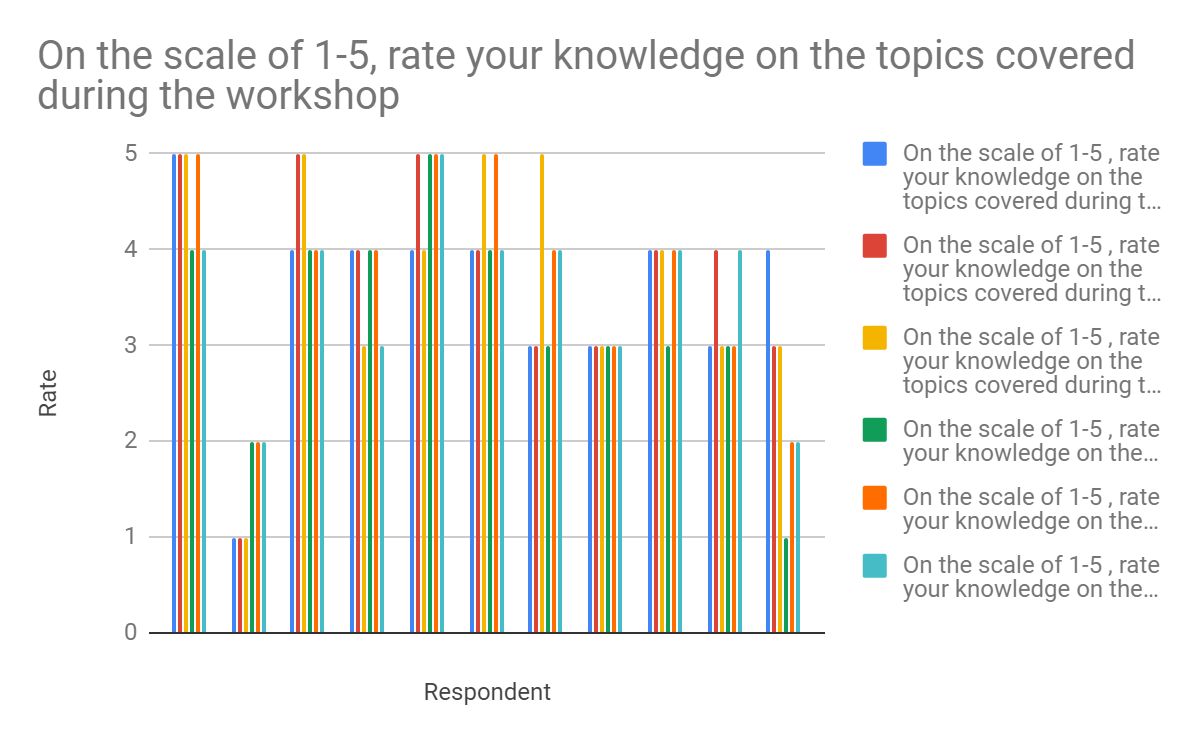 On the scale of 1-5, rate your knowledge on the topics covered
during the workshop
5
4
3
2
1
0
Rate
Respondent
On the scale of 1-5 , rate
your knowledge on the
topics covered during t...
On the scale of 1-5 , rate
your knowledge on the
topics covered during t...
On the scale of 1-5 , rate
your knowledge on the
topics covered during t...
On the scale of 1-5 , rate
your knowledge on the...
On the scale of 1-5 , rate
your knowledge on the...
On the scale of 1-5 , rate
your knowledge on the...